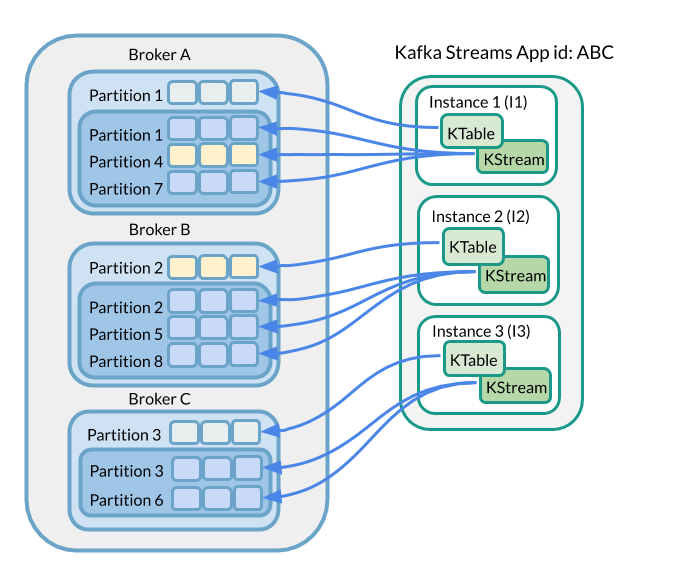 Broker A
Partition 1
Partition 1
Partition 4
Partition 7
Broker B
Partition 2
Partition 2
Partition 5
Partition 8
Broker C
Partition 3
Partition 3
Partition 6
Kafka Streams App id: ABC
Instance 1 (I1)
KTable
KStream
Instance 2 (I2)
KTable
KStream
Instance 3 (I3)
KTable
KStream